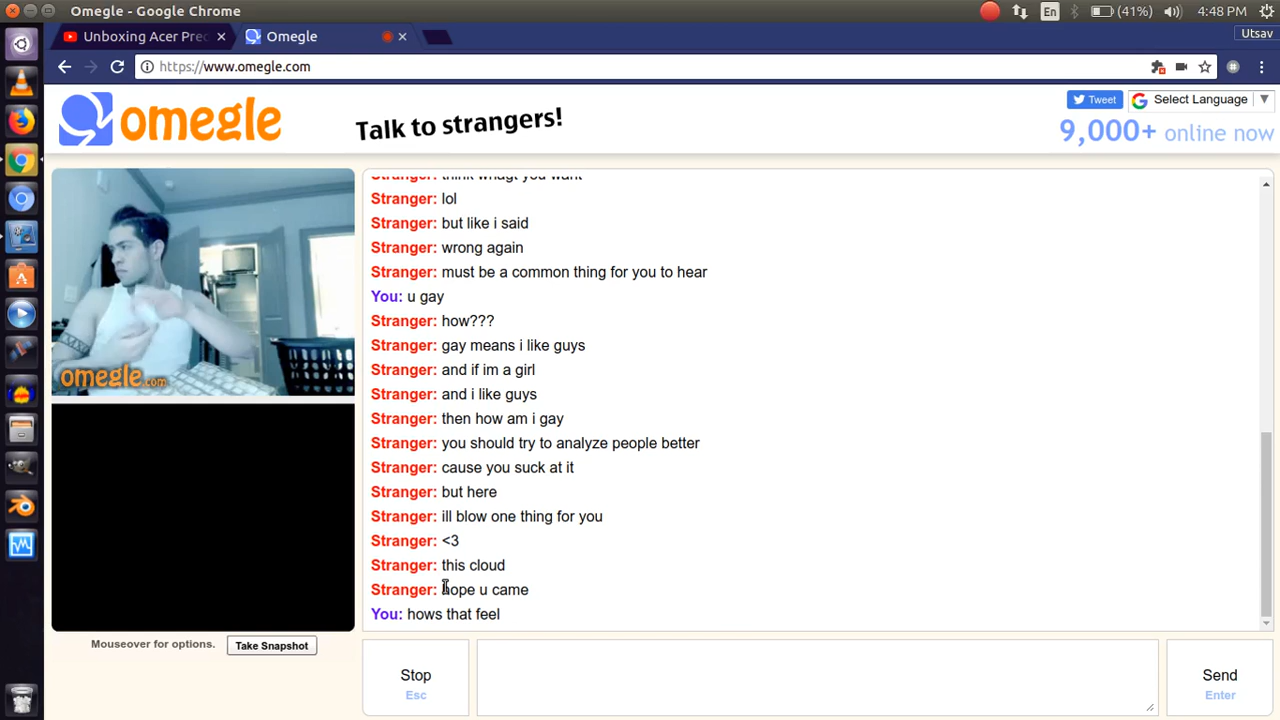 Omegle - Google Chrome
En
(41%)
4:48 PM
Unboxing Acer Prec
Omegle
Utsav
https://www.omegle.com
omegle
Talk to strangers!
Tweet
G Select Language
9,000+ online now
Stranger: think whagt you want
Stranger: lol
Stranger: but like i said
Stranger: wrong again
Stranger: must be a common thing for you to hear
You: u gay
Stranger: how???
Stranger: gay means i like guys
Stranger: and if im a girl
Stranger: and i like guys
Stranger: then how am i gay
Stranger: you should try to analyze people better
Stranger: cause you suck at it
Stranger: but here
Stranger: ill blow one thing for you
Stranger: <3
Stranger: this cloud
Stranger: hope u came
You: hows that feel
omegle.com
Mouseover for options.
Take Snapshot
Stop
Esc
Send
Enter